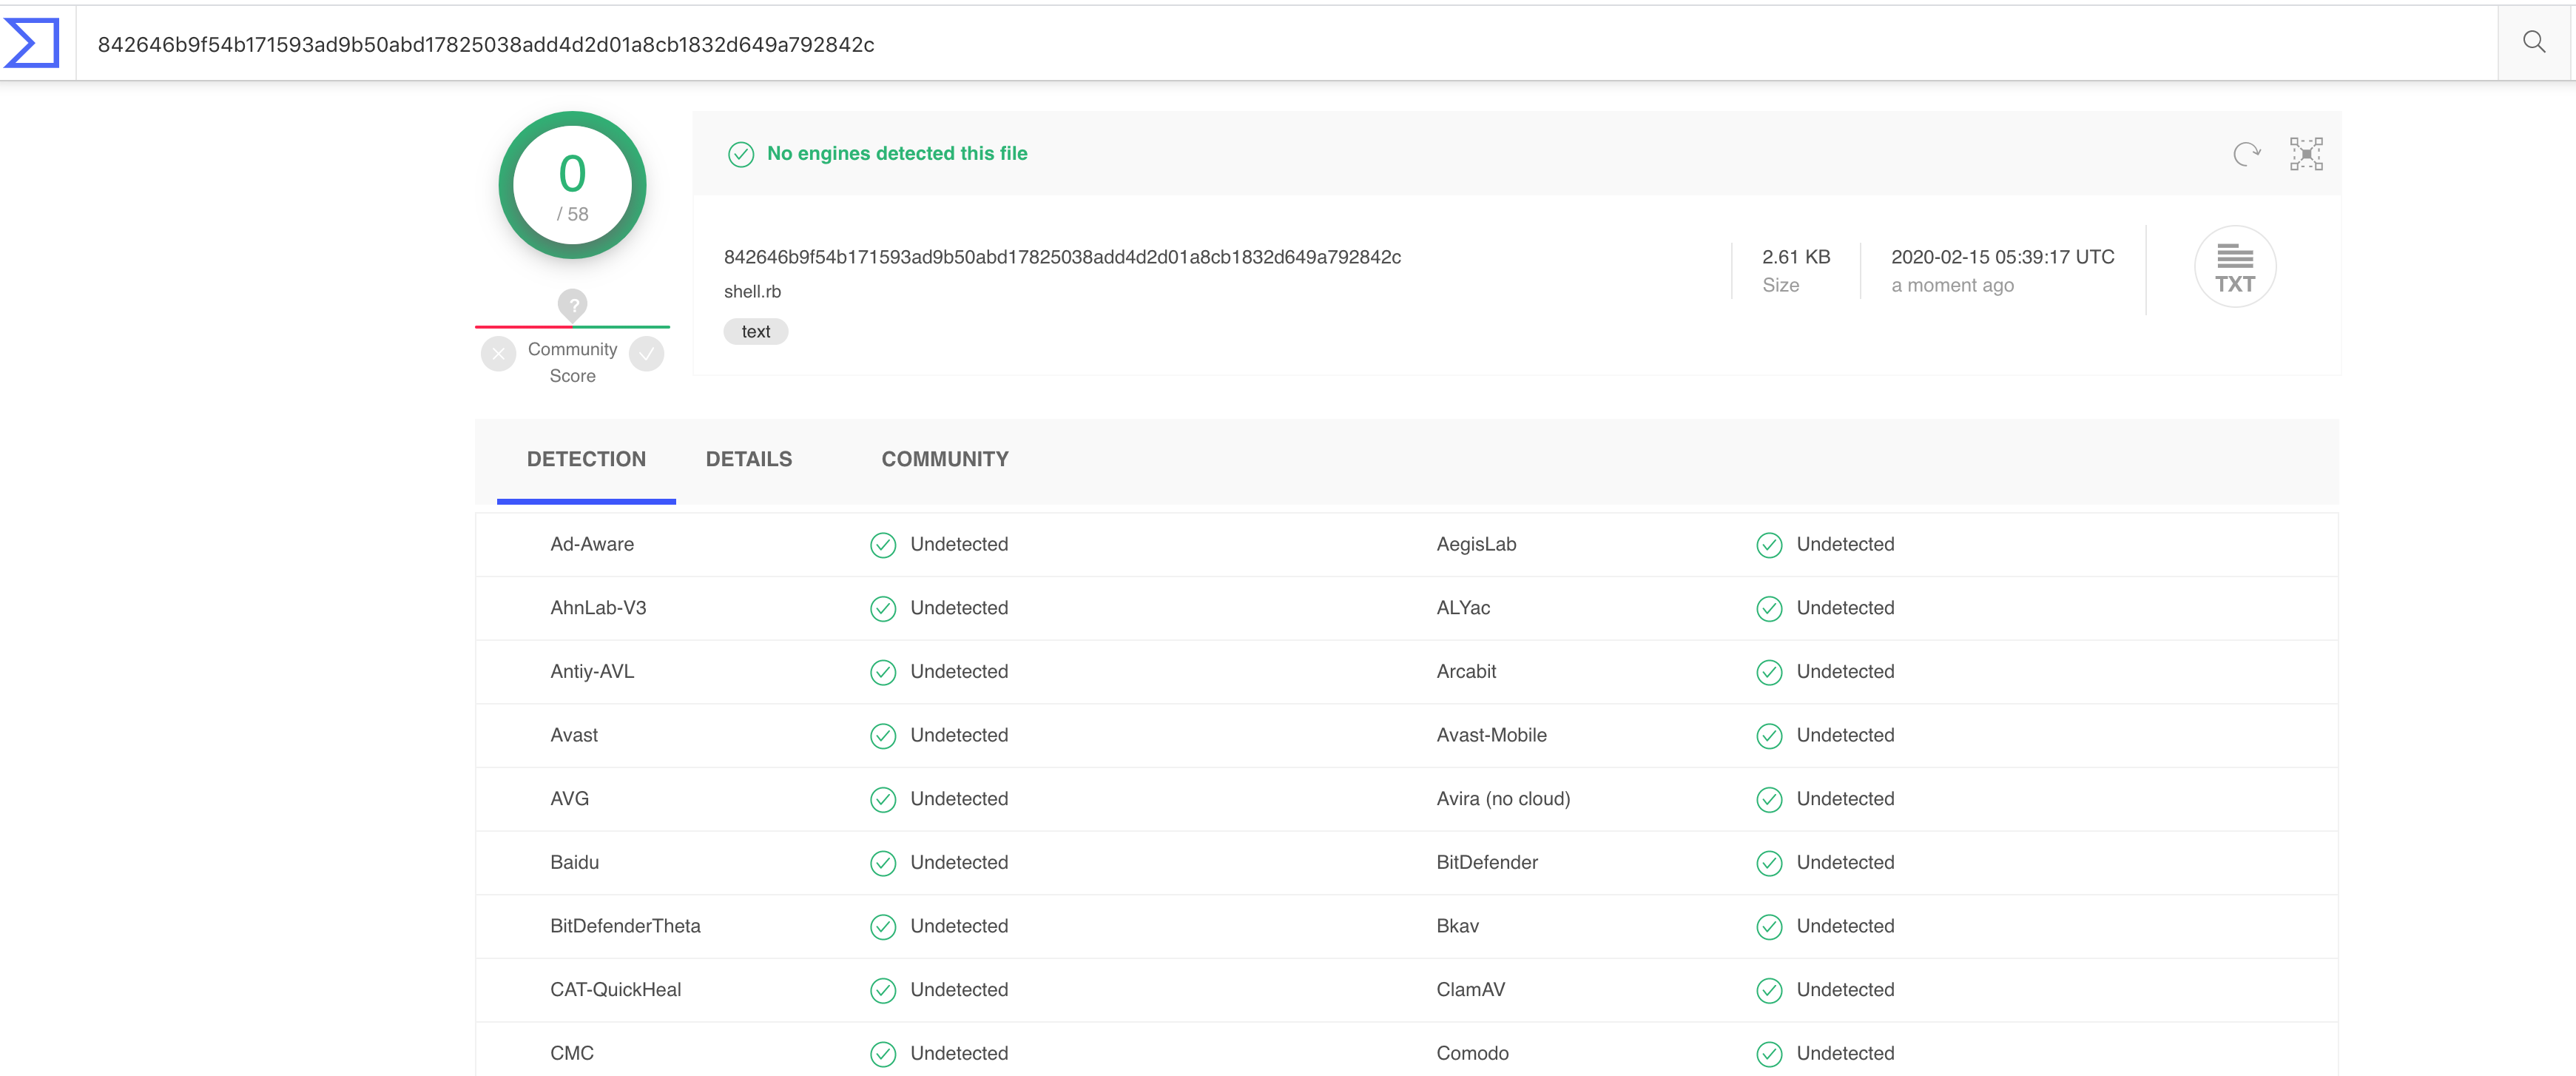 842646b9f54b171593ad9b50abd17825038add4d2d01a8cb1832d649a792842c
0
/ 58
?
Community
Score
No engines detected this file
842646b9f54b171593ad9b50abd17825038add4d2d01a8cb1832d649a792842c
shell.rb
text
2.61 KB
Size
2020-02-15 05:39:17 UTC
a moment ago
TXT
DETECTION DETAILS COMMUNITY
Ad-Aware Undetected AegisLab Undetected
AhnLab-V3 Undetected ALYac Undetected
Antiy-AVL Undetected Arcabit Undetected
Avast Undetected Avast-Mobile Undetected
AVG Undetected Avira (no cloud) Undetected
Baidu Undetected BitDefender Undetected
BitDefenderTheta Undetected Bkav Undetected
CAT-QuickHeal Undetected ClamAV Undetected
CMC Undetected Comodo Undetected